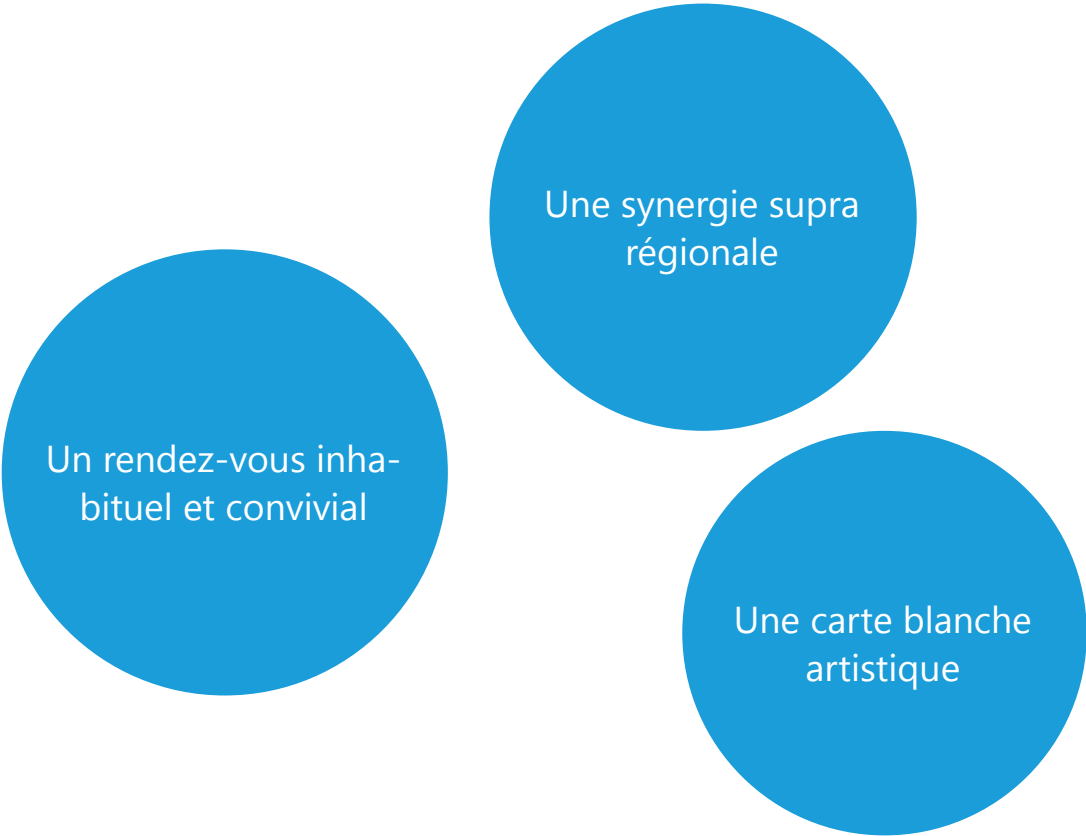 Une synergie supra
régionale
Un rendez-vous inha-
bituel et convivial
Une carte blanche
artistique